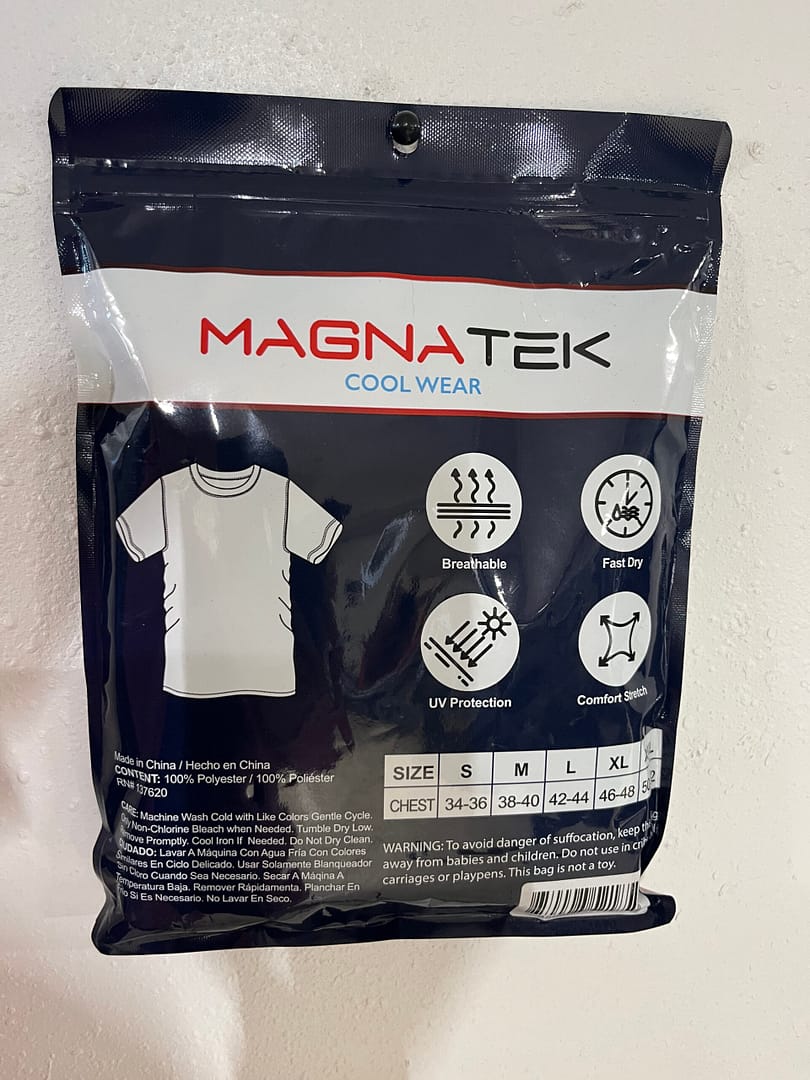 MAGNATEK
COOL WEAR
Breathable
Fast Dry
UV Protection
Comfort Stretch
Made in China / Hecho en China
CONTENT: 100% Polyester / 100% Poliéster
RN# 137620
CARE: Machine Wash Cold with Like Colors Gentle Cycle.
Only Non-Chlorine Bleach when Needed. Tumble Dry Low.
Remove Promptly. Cool Iron If Needed. Do Not Dry Clean.
CUIDADO: Lavar A Máquina Con Agua Fría Con Colores
Similares En Ciclo Delicado. Usar Solamente Blanqueador
Sin Cloro Cuando Sea Necesario. Secar A Máqina A
Temperatura Baja. Remover Rápidamente. Planchar En
Frio Si Es Necesario. No Lavar En Seco.
SIZE S M L XL
CHEST 34-36 38-40 42-44 46-48
WARNING: To avoid danger of suffocation, keep
away from babies and children. Do not use in
carriages or playpens. This bag is not a toy.